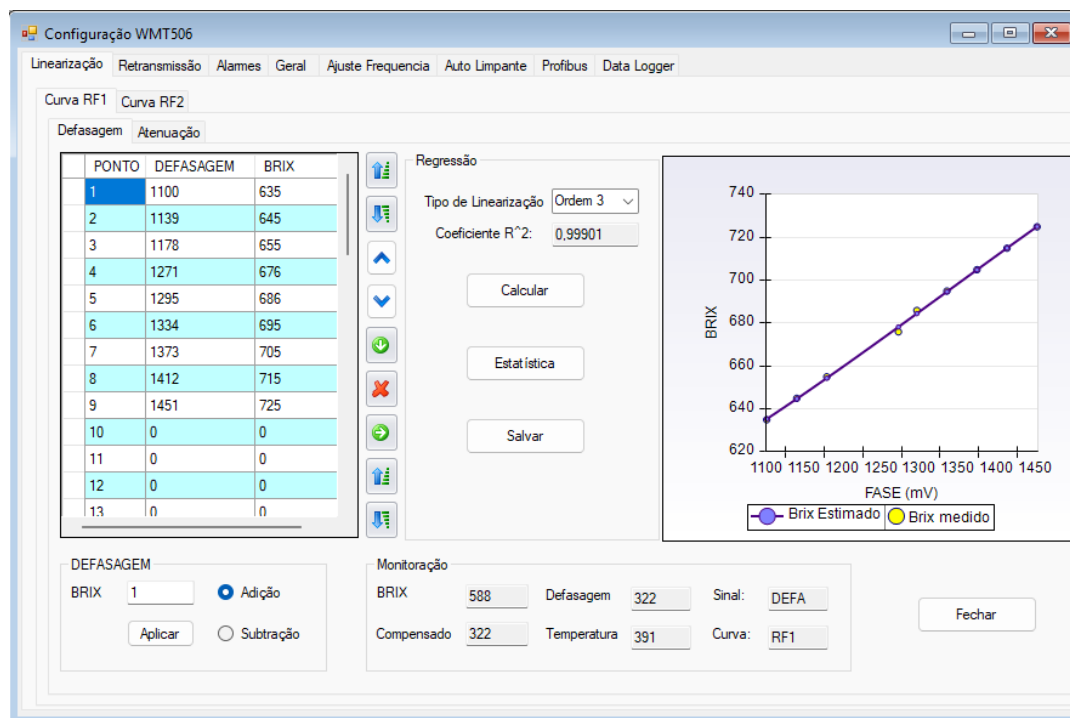 Configuração WMT506
Linearização Retransmissão Alarmes Geral Ajuste Frequencia Auto Limpante Profibus Data Logger
Curva RF1 Curva RF2
Defasagem Atenuação
PONTO DEFASAGEM BRIX
1 1100 635
2 1139 645
3 1178 655
4 1271 676
5 1295 686
6 1334 695
7 1373 705
8 1412 715
9 1451 725
10 0 0
11 0 0
12 0 0
13 0 0
Regressão
Tipo de Linearização Ordem 3
Coeficiente R^2: 0,99901
Calcular
Estatística
Salvar
740
720
700
680
660
640
620
BRIX
1100 1150 1200 1250 1300 1350 1400 1450
FASE (mV)
Brix Estimado Brix medido
DEFASAGEM
BRIX 1 Adição
Aplicar Subtração
Monitoração
BRIX 588 Defasagem 322 Sinal: DEFA
Compensado 322 Temperatura 391 Curva: RF1
Fechar